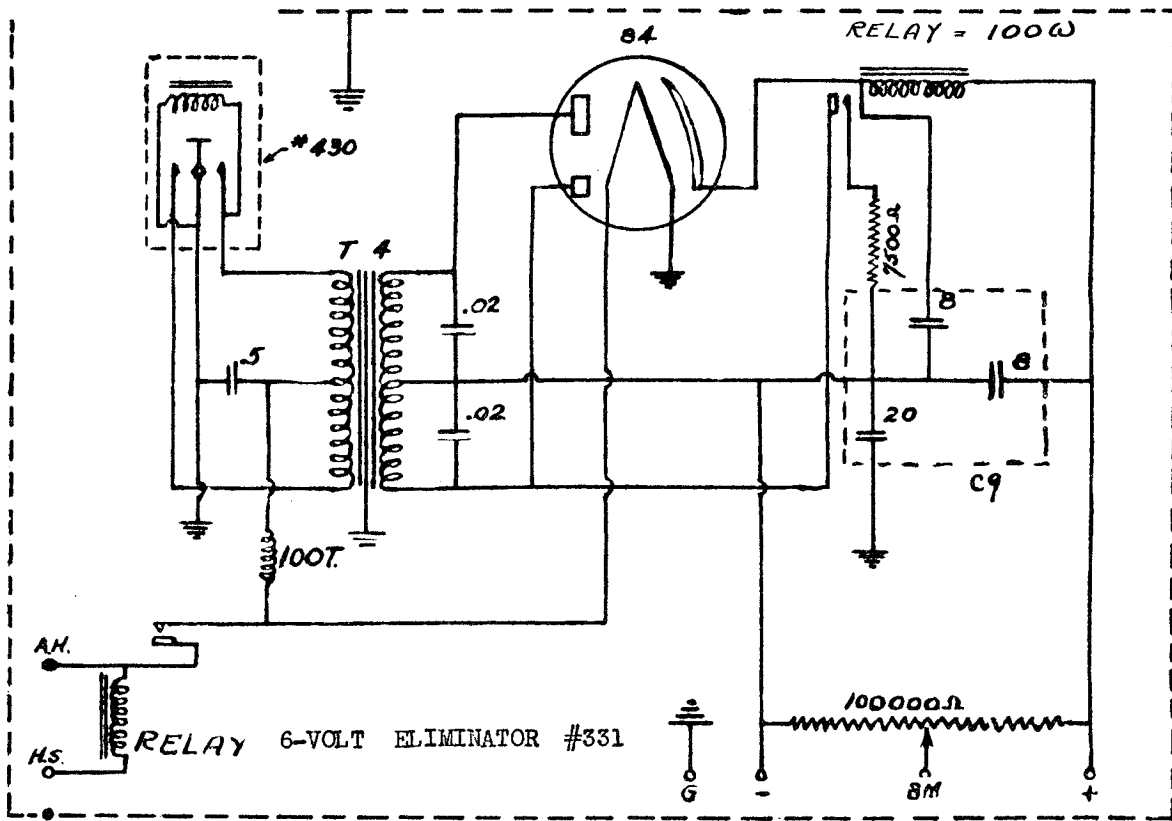 RELAY = 100ω
84
#430
T 4
.02
.5
7500Ω
8
8
.02
20
C9
100T.
A.H.
100000Ω
RELAY 6-VOLT ELIMINATOR #331
H.S.
G - BM +